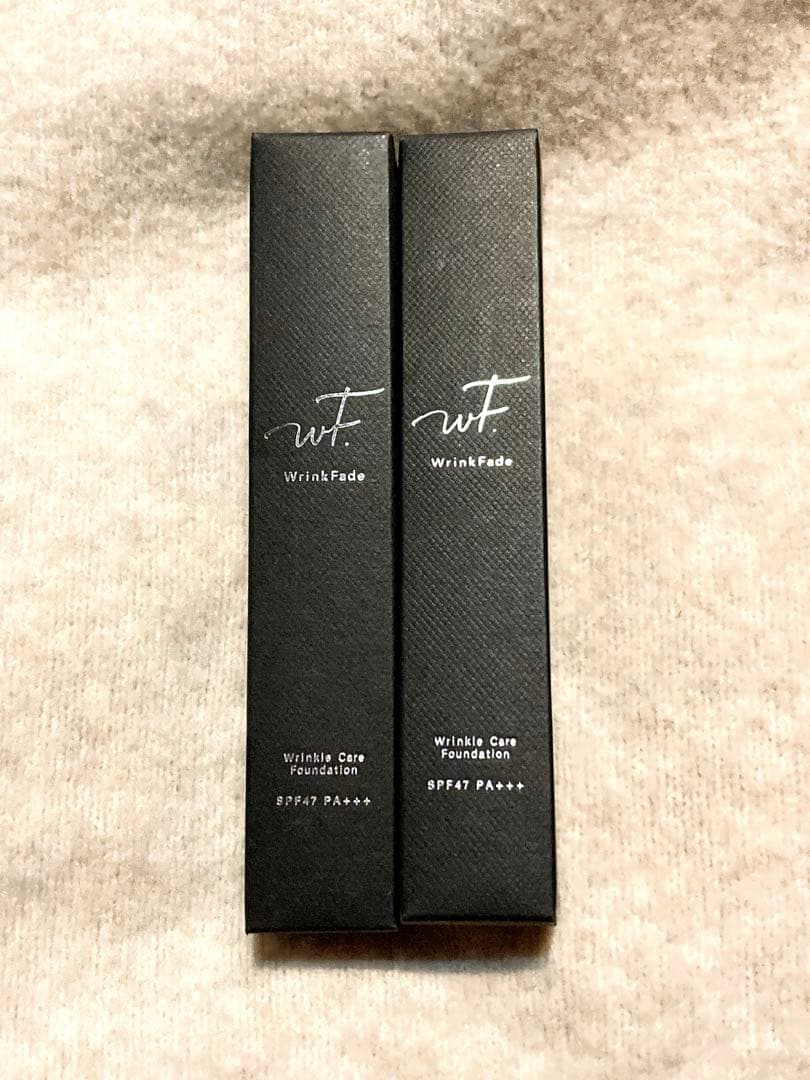 WF.
WrinkFade
Wrinkle Care
Foundation
SPF47 PA+++
WF.
WrinkFade
Wrinkle Care
Foundation
SPF47 PA+++